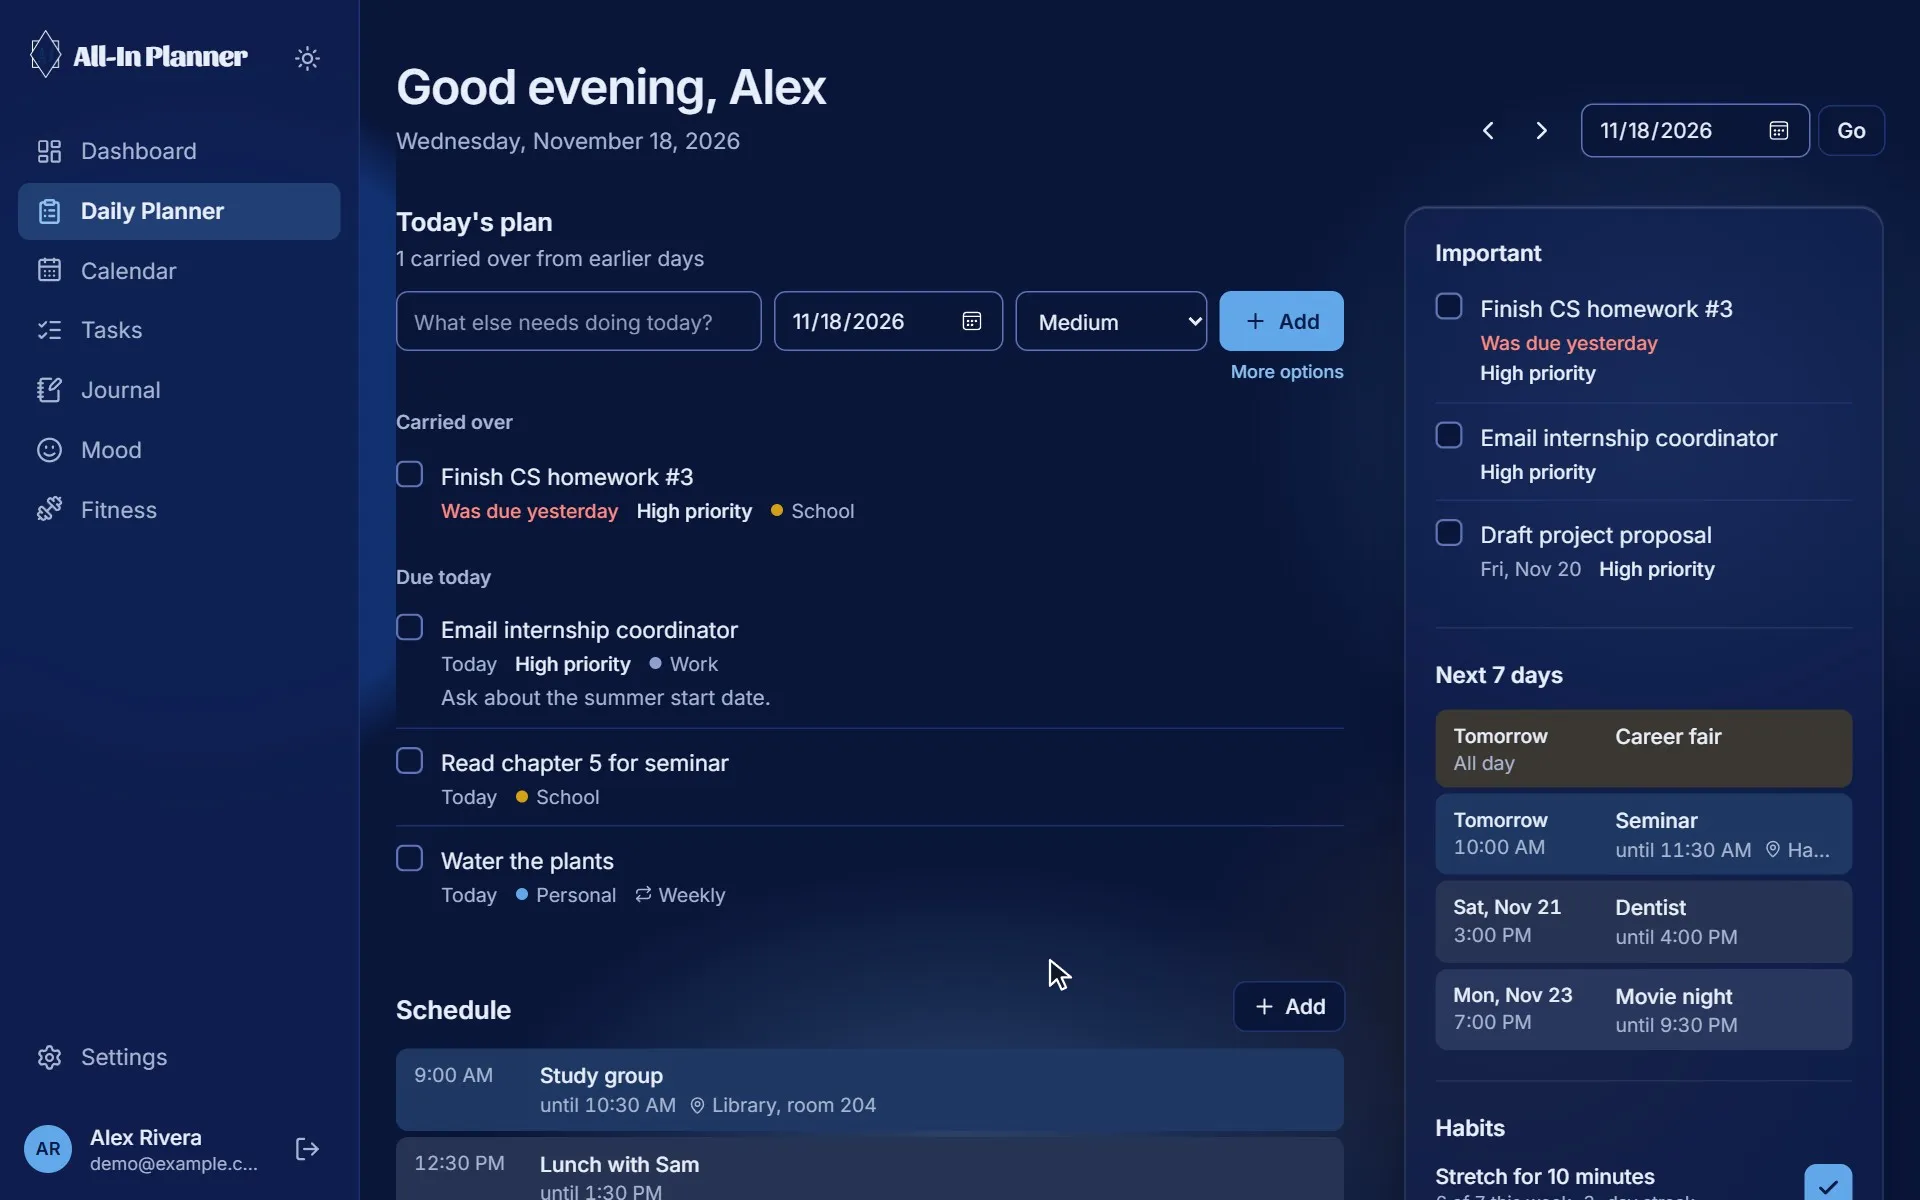 All-In Planner
Dashboard
Daily Planner
Calendar
Tasks
Journal
Mood
Fitness
Settings
AR
Alex Rivera
demo@example.c...
Good evening, Alex
Wednesday, November 18, 2026
11/18/2026
Go
Today's plan
1 carried over from earlier days
What else needs doing today?
11/18/2026
Medium
Add
More options
Carried over
Finish CS homework #3
Was due yesterday High priority School
Due today
Email internship coordinator
Today High priority Work
Ask about the summer start date.
Read chapter 5 for seminar
Today School
Water the plants
Today Personal Weekly
Schedule
Add
9:00 AM Study group
until 10:30 AM Library, room 204
12:30 PM Lunch with Sam
until 1:30 PM
Important
Finish CS homework #3
Was due yesterday
High priority
Email internship coordinator
High priority
Draft project proposal
Fri, Nov 20 High priority
Next 7 days
Tomorrow Career fair
All day
Tomorrow Seminar
10:00 AM until 11:30 AM Ha...
Sat, Nov 21 Dentist
3:00 PM until 4:00 PM
Mon, Nov 23 Movie night
7:00 PM until 9:30 PM
Habits
Stretch for 10 minutes